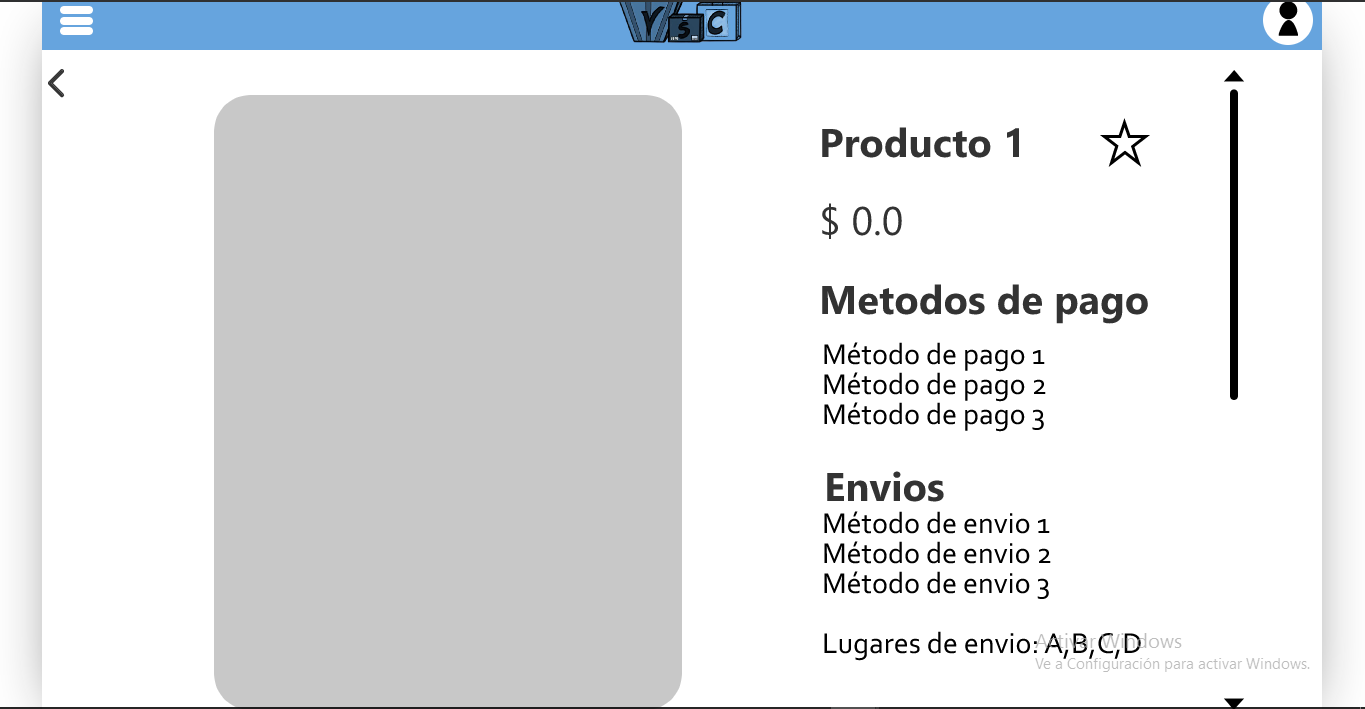 V S C
Producto 1
$ 0.0
Metodos de pago
Método de pago 1
Método de pago 2
Método de pago 3
Envios
Método de envio 1
Método de envio 2
Método de envio 3
Lugares de envio: A,B,C,D
Activar Windows
Ve a Configuración para activar Windows.